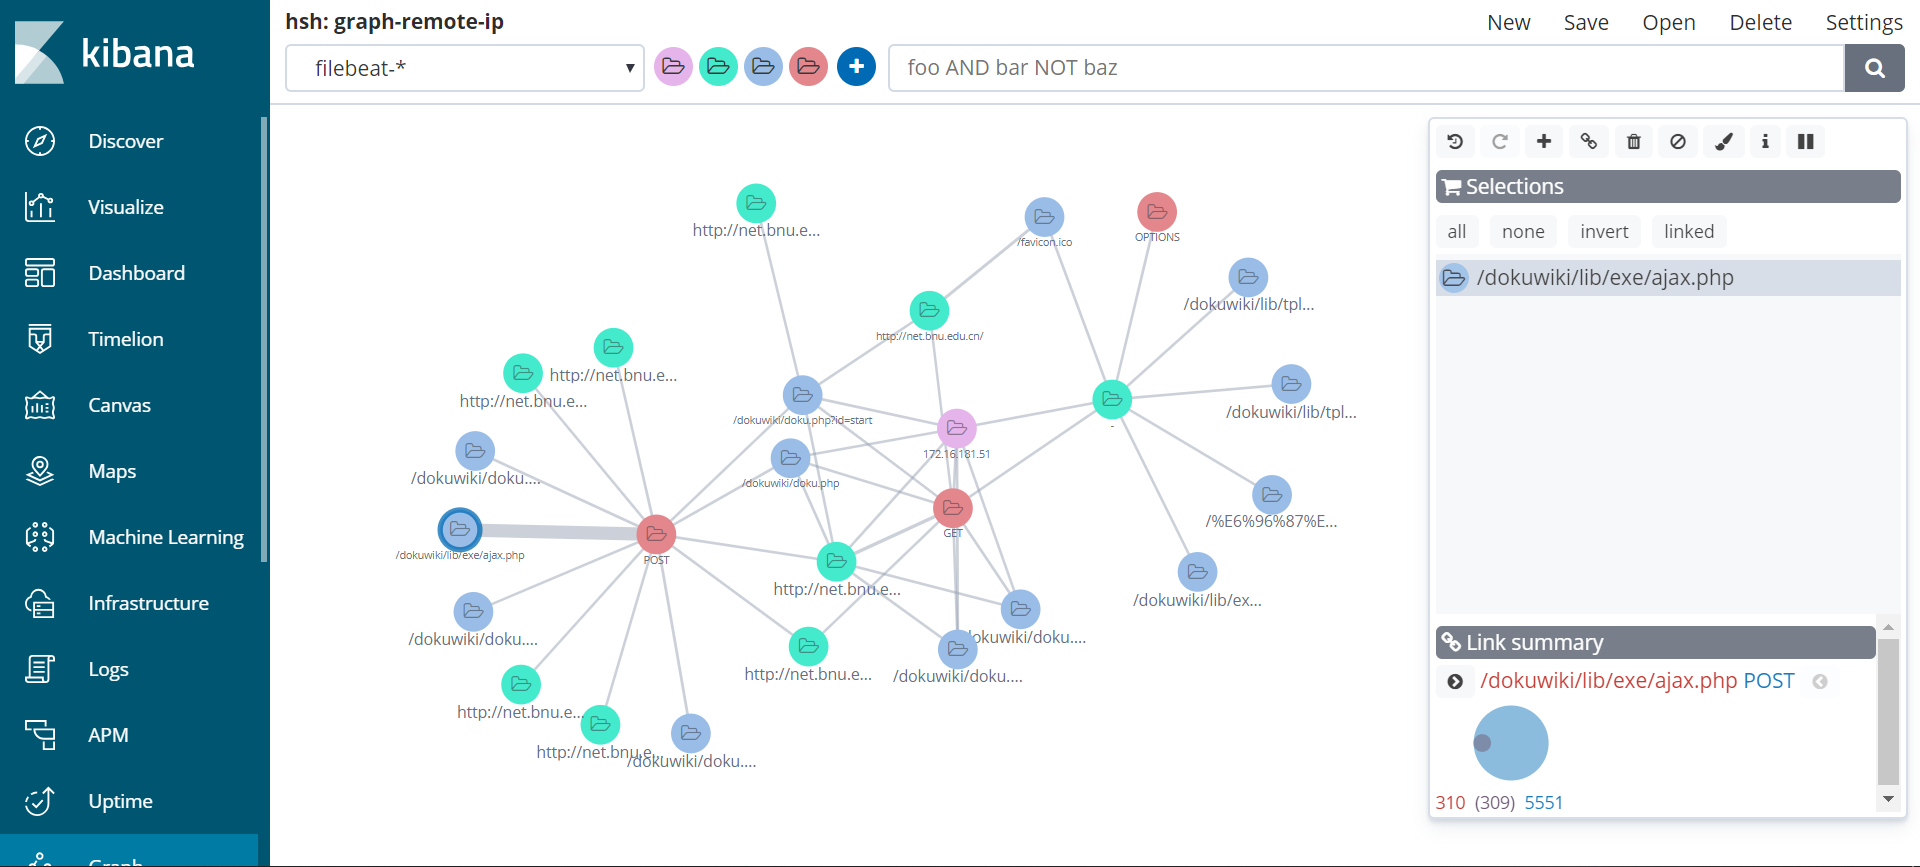 kibana
Discover
Visualize
Dashboard
Timelion
Canvas
Maps
Machine Learning
Infrastructure
Logs
APM
Uptime
Graph
hsh: graph-remote-ip
New Save Open Delete Settings
filebeat-*
foo AND bar NOT baz
http://net.bnu.e...
/favicon.ico
OPTIONS
/dokuwiki/lib/tpl...
http://net.bnu.edu.cn/
http://net.bnu.e...
http://net.bnu.e...
/dokuwiki/lib/tpl...
/dokuwiki/doku.php?id=start
-
172.16.181.51
/dokuwiki/doku....
/dokuwiki/doku.php
/%E6%96%87%E...
GET
/dokuwiki/lib/exe/ajax.php
POST
http://net.bnu.e...
/dokuwiki/lib/ex...
/dokuwiki/doku....
okuwiki/doku....
http://net.bnu.e...
/dokuwiki/doku....
http://net.bnu.e...
http://net.bnu.e...
/dokuwiki/doku....
Selections
all none invert linked
/dokuwiki/lib/exe/ajax.php
Link summary
/dokuwiki/lib/exe/ajax.php POST
310 (309) 5551